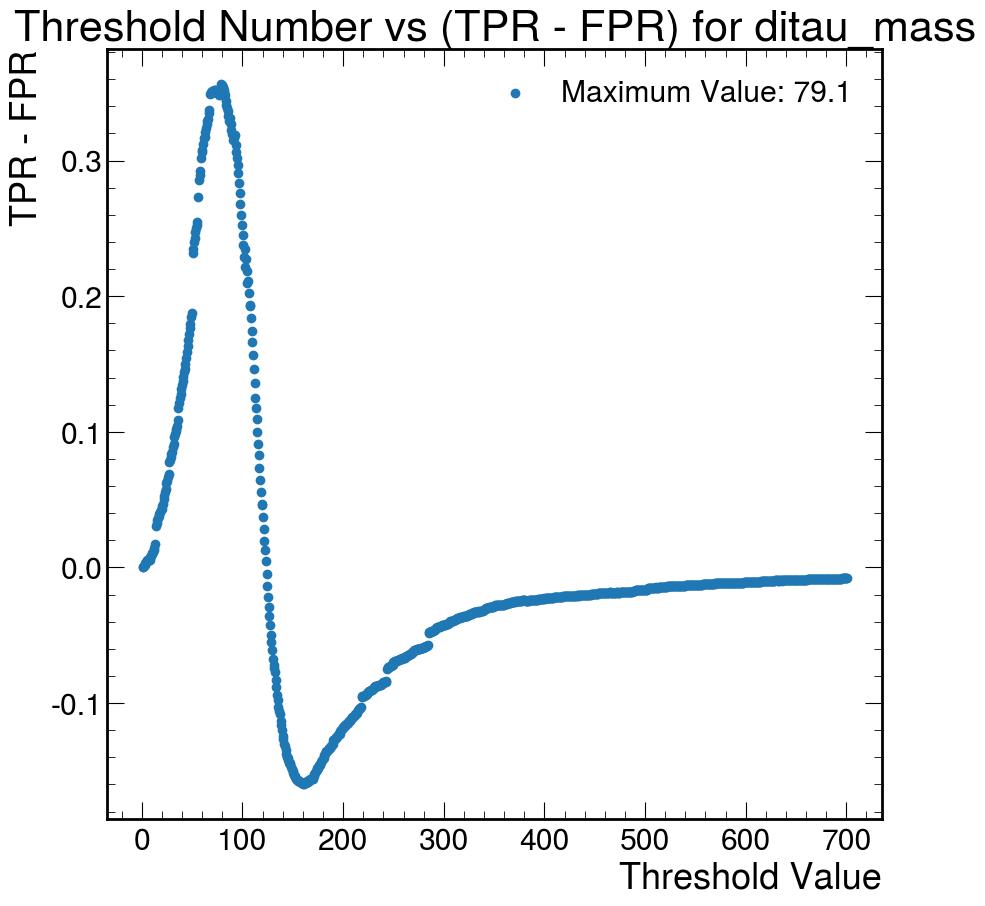 Threshold Number vs (TPR - FPR) for ditau_mass
TPR - FPR
Maximum Value: 79.1
0.3
0.2
0.1
0.0
-0.1
0 100 200 300 400 500 600 700
Threshold Value